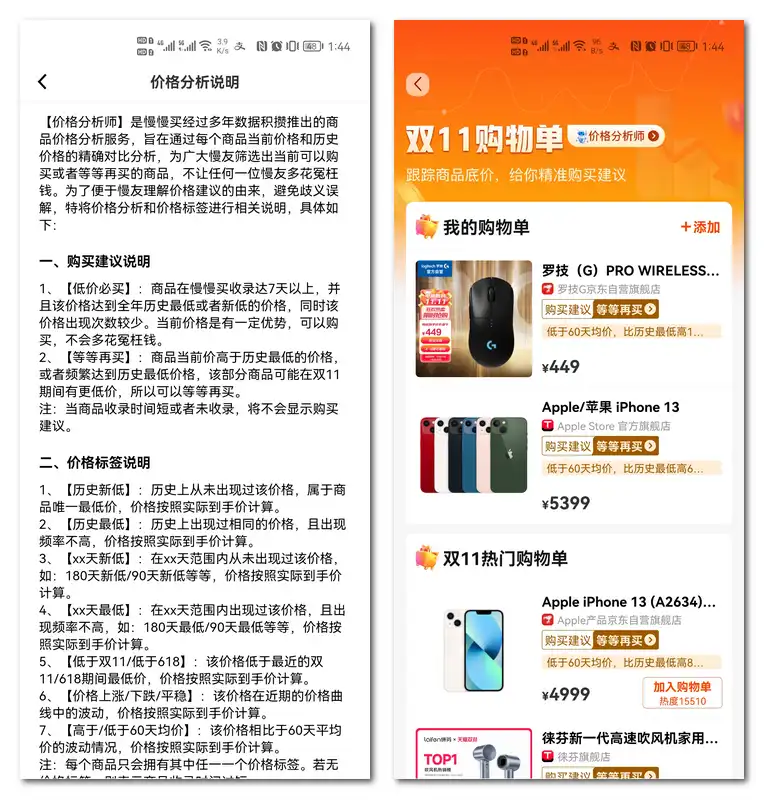 3.9
K/s
48
1:44
价格分析说明
【价格分析师】是慢慢买经过多年数据积攒推出的商
品价格分析服务，旨在通过每个商品当前价格和历史
价格的精确对比分析，为广大慢友筛选出当前可以购
买或者等等再买的商品，不让任何一位慢友多花冤枉
钱。为了便于慢友理解价格建议的由来，避免歧义误
解，特将价格分析和价格标签进行相关说明，具体如
下：
一、购买建议说明
1、【低价必买】：商品在慢慢买收录达7天以上，并
且该价格达到全年历史最低或者新低的价格，同时该
价格出现次数较少。当前价格是有一定优势，可以购
买，不会多花冤枉钱。
2、【等等再买】：商品当前价高于历史最低的价格，
或者频繁达到历史最低价格，该部分商品可能在双11
期间有更低价，所以可以等等再买。
注：当商品收录时间短或者未收录，将不会显示购买
建议。
二、价格标签说明
1、【历史新低】：历史上从未出现过该价格，属于商
品唯一最低价，价格按照实际到手价计算。
2、【历史最低】：历史上出现过相同的价格，且出现
频率不高，价格按照实际到手价计算。
3、【xx天新低】：在xx天范围内从未出现过该价格，
如：180天新低/90天新低等等，价格按照实际到手价
计算。
4、【xx天最低】：在xx天范围内出现过该价格，且出
现频率不高，如：180天最低/90天最低等等，价格按
照实际到手价计算。
5、【低于双11/低于618】：该价格低于最近的双
11/618期间最低价，价格按照实际到手价计算。
6、【价格上涨/下跌/平稳】：该价格在近期的价格曲
线中的波动，价格按照实际到手价计算。
7、【高于/低于60天均价】：该价格相比于60天平均
价的波动情况，价格按照实际到手价计算。
注：每个商品只会拥有其中任一一个价格标签。若无
1:44
双11购物单
价格分析师
跟踪商品底价，给你精准购买建议
我的购物单
+添加
罗技（G）PRO WIRELESS...
罗技G京东自营旗舰店
购买建议 等等再买
低于60天均价，比历史最低高1...
¥449
logitech
官方自营
11.11
¥449
Apple/苹果 iPhone 13
Apple Store 官方旗舰店
购买建议 等等再买
低于60天均价，比历史最低高6...
¥5399
双11热门购物单
Apple iPhone 13 (A2634)...
Apple产品京东自营旗舰店
购买建议 等等再买
低于60天均价，比历史最低高8...
¥4999
加入购物单
热度15510
laifen 徕芬 × 天猫双11
TOP1
徕芬新一代高速吹风机家用...
徕芬旗舰店
购买建议 等等再买